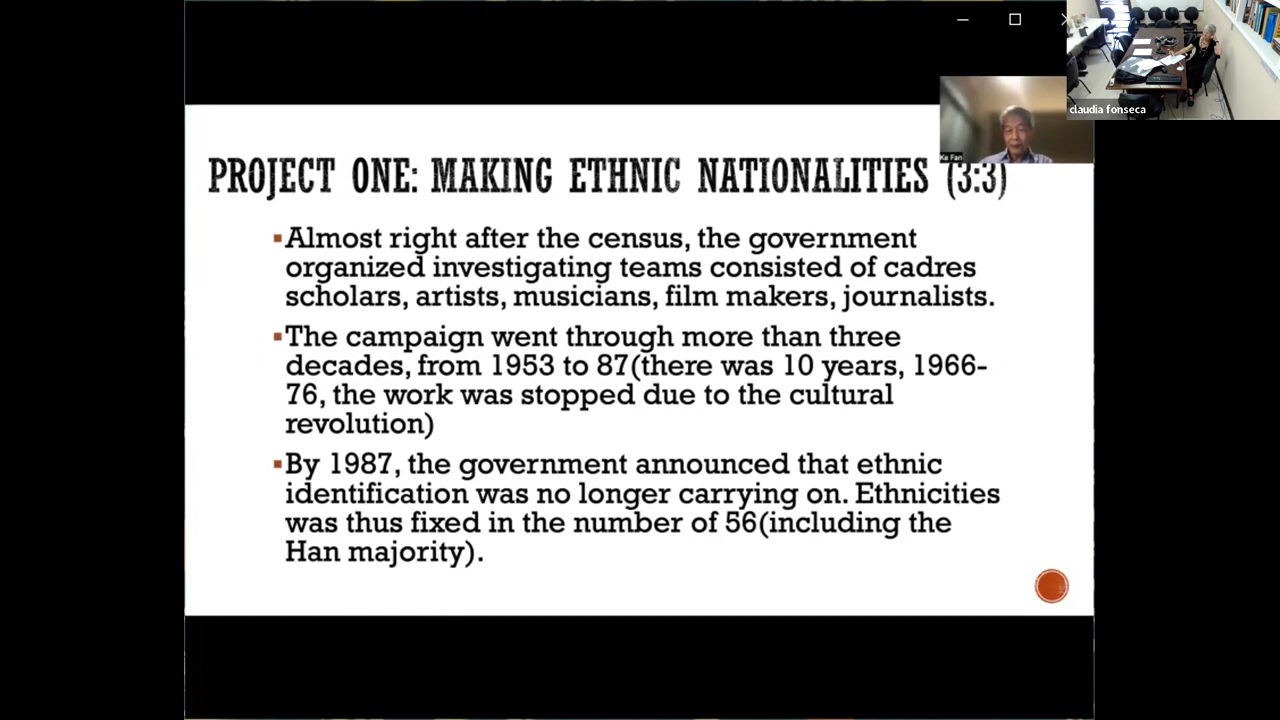 claudia fonseca
Ke Fan
PROJECT ONE: MAKING ETHNIC NATIONALITIES (3:3)
▪Almost right after the census, the government
organized investigating teams consisted of cadres
scholars, artists, musicians, film makers, journalists.
▪The campaign went through more than three
decades, from 1953 to 87(there was 10 years, 1966-
76, the work was stopped due to the cultural
revolution)
▪By 1987, the government announced that ethnic
identification was no longer carrying on. Ethnicities
was thus fixed in the number of 56(including the
Han majority).